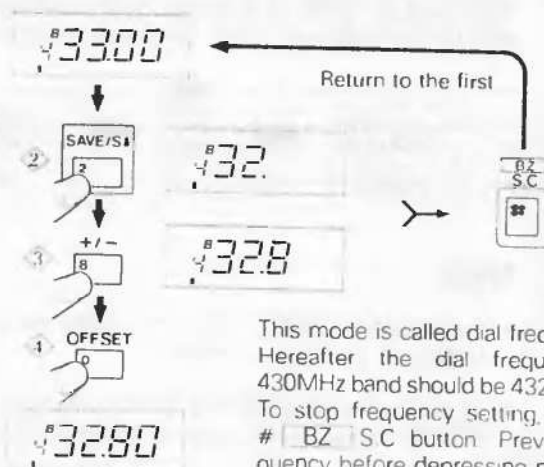 B 433.00
Return to the first
2 SAVE/S
2
B 432.
BZ
S.C
#
3 +/-
8
B 432.8
4 OFFSET
0
B 432.80
This mode is called dial freq
Hereafter the dial frequ
430MHz band should be 432
To stop frequency setting,
# BZ S.C button. Prev
quency before depressing